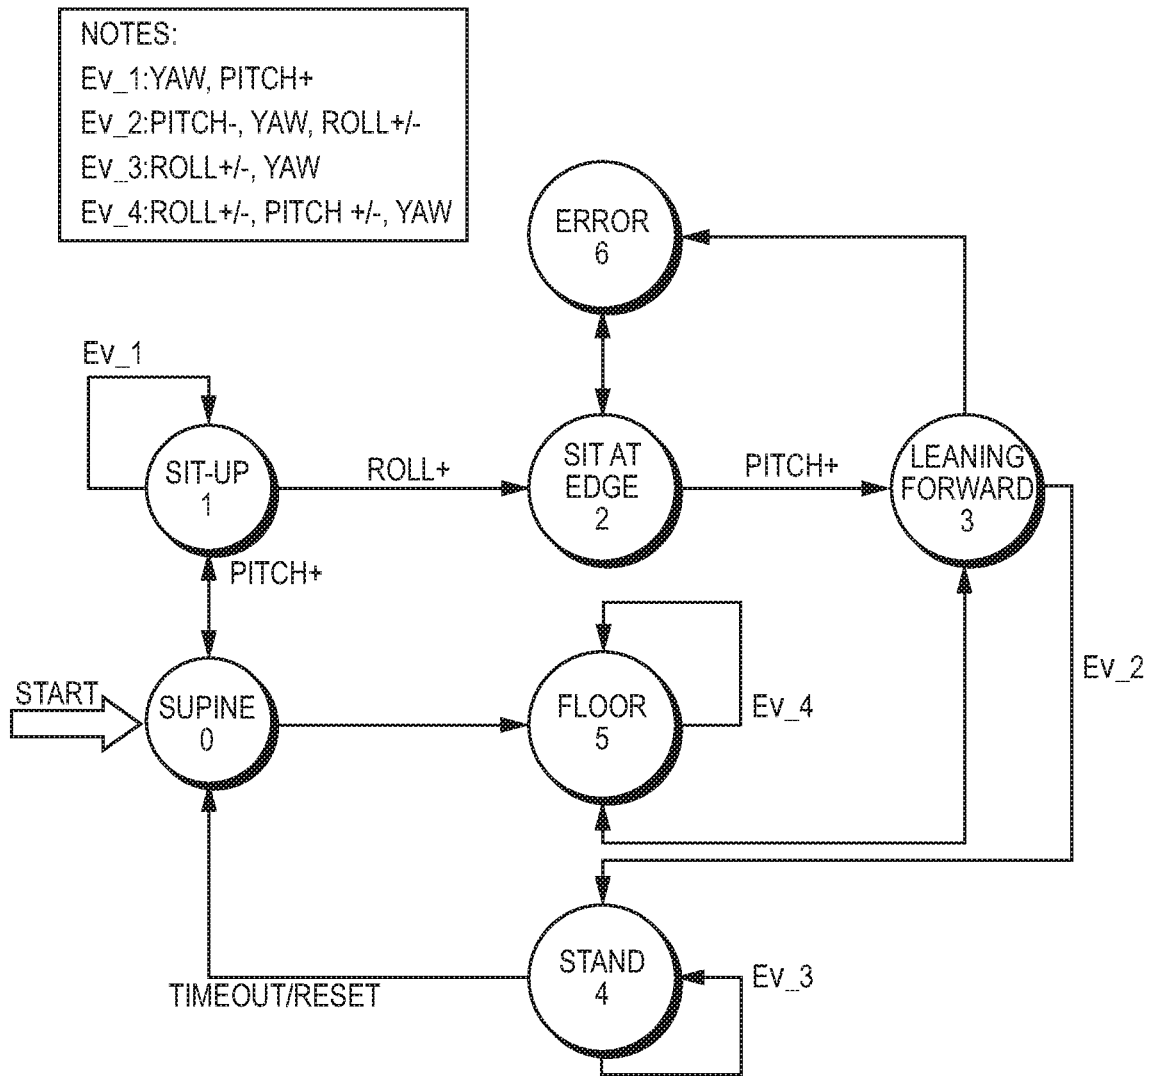 NOTES:
Ev_1:YAW, PITCH+
Ev_2:PITCH-, YAW, ROLL+/-
Ev_3:ROLL+/-, YAW
Ev_4:ROLL+/-, PITCH +/-, YAW
ERROR
6
Ev_1
SIT-UP
1
ROLL+
SIT AT
EDGE
2
PITCH+
LEANING
FORWARD
3
PITCH+
START
SUPINE
0
FLOOR
5
Ev_4
Ev_2
TIMEOUT/RESET
STAND
4
Ev_3